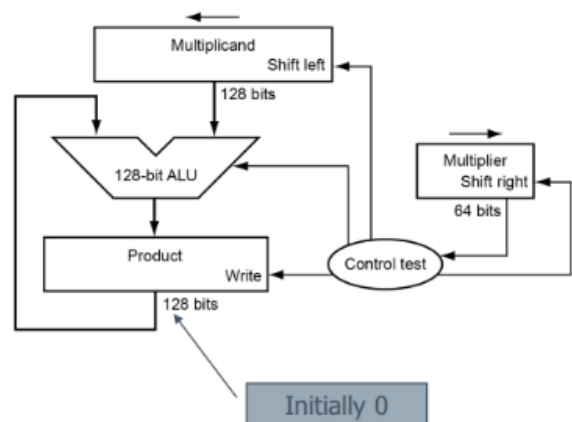 Multiplicand
Shift left
128 bits
128-bit ALU
Multiplier
Shift right
64 bits
Product
Write
Control test
128 bits
Initially 0